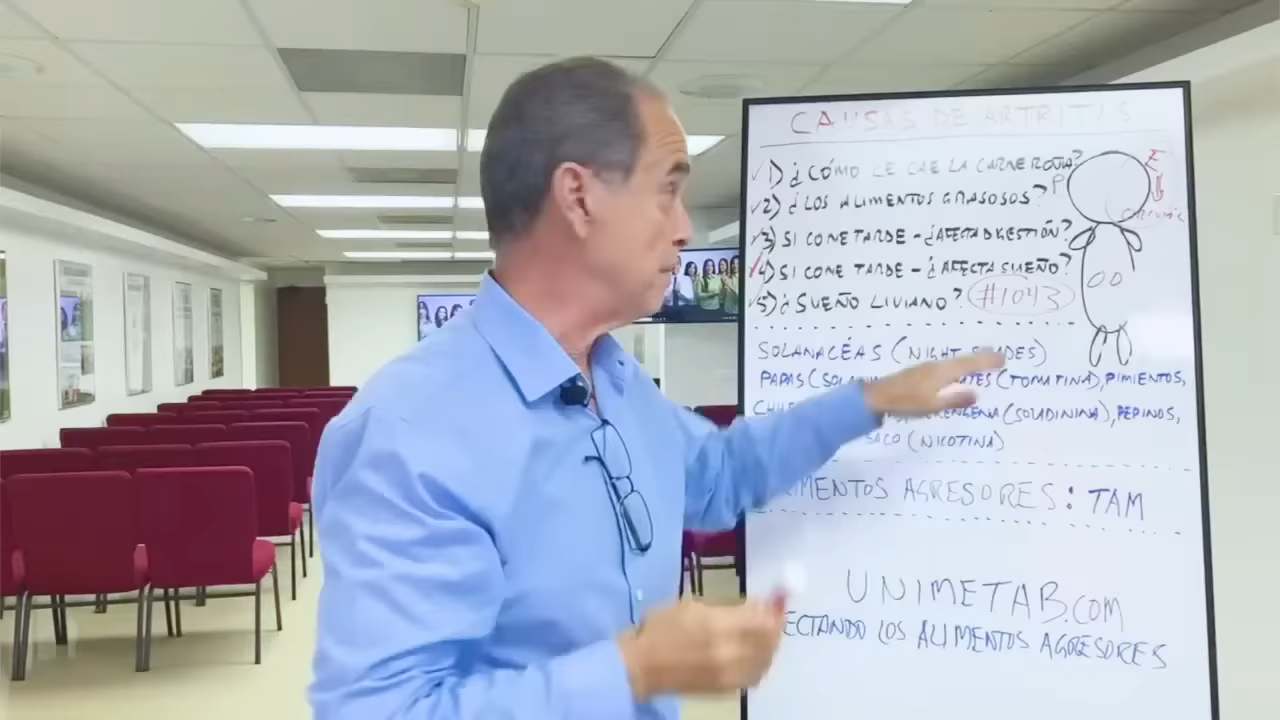 CAUSAS DE ARTRITIS
1) ¿CÓMO LE CAE LA CARNE ROJA?
2) ¿LOS ALIMENTOS GRASOSOS?
3) SI COME TARDE - ¿AFECTA DIGESTIÓN?
4) SI COME TARDE - ¿AFECTA SUEÑO?
5) ¿SUEÑO LIVIANO? #1043
P
E
SOLANACÉAS (NIGHT SHADES)
PAPAS (TOMATINA), PIMIENTOS,
(SOLADININA), PEPINOS,
(NICOTINA)
AGRESORES: TAM
UNIMETAB.COM
LOS ALIMENTOS AGRESORES